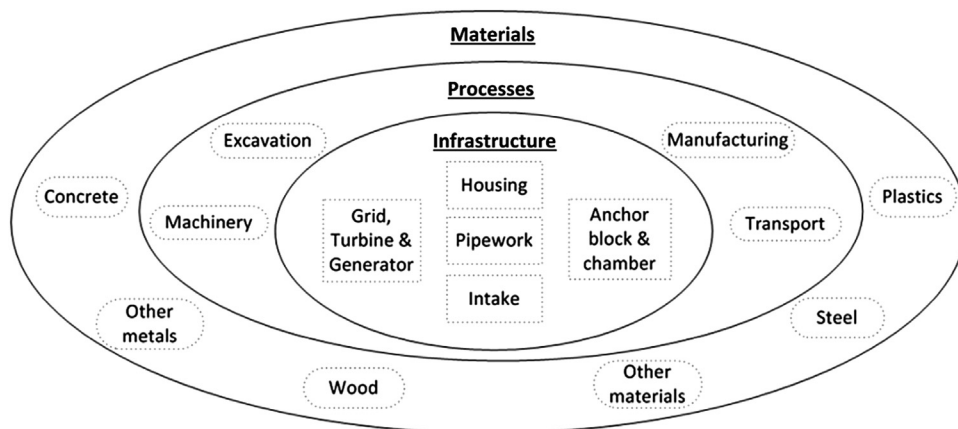 Materials
Processes
Excavation
Infrastructure
Manufacturing
Concrete
Housing
Plastics
Machinery
Grid,
Turbine &
Generator
Pipework
Anchor
block &
chamber
Transport
Intake
Other
metals
Steel
Wood
Other
materials